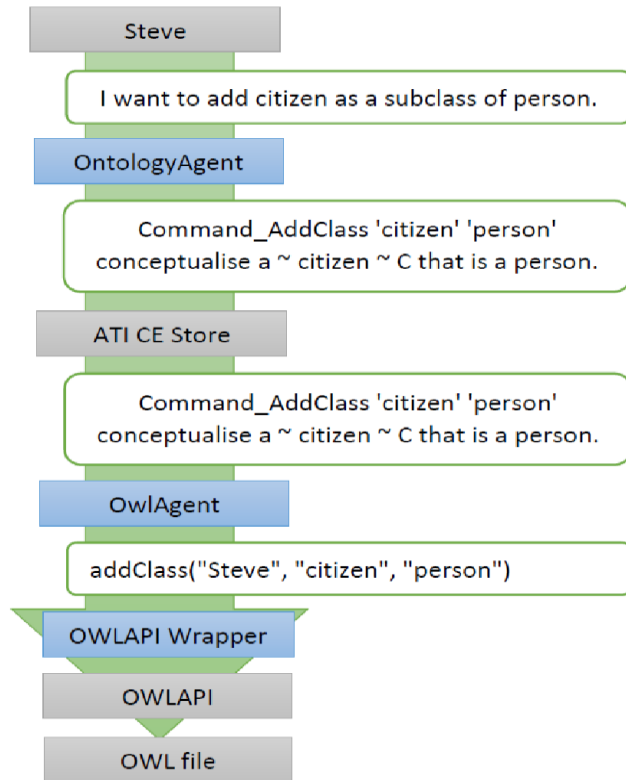 Steve
I want to add citizen as a subclass of person.
OntologyAgent
Command_AddClass 'citizen' 'person'
conceptualise a ~ citizen ~ C that is a person.
ATI CE Store
Command_AddClass 'citizen' 'person'
conceptualise a ~ citizen ~ C that is a person.
OwlAgent
addClass("Steve", "citizen", "person")
OWLAPI Wrapper
OWLAPI
OWL file